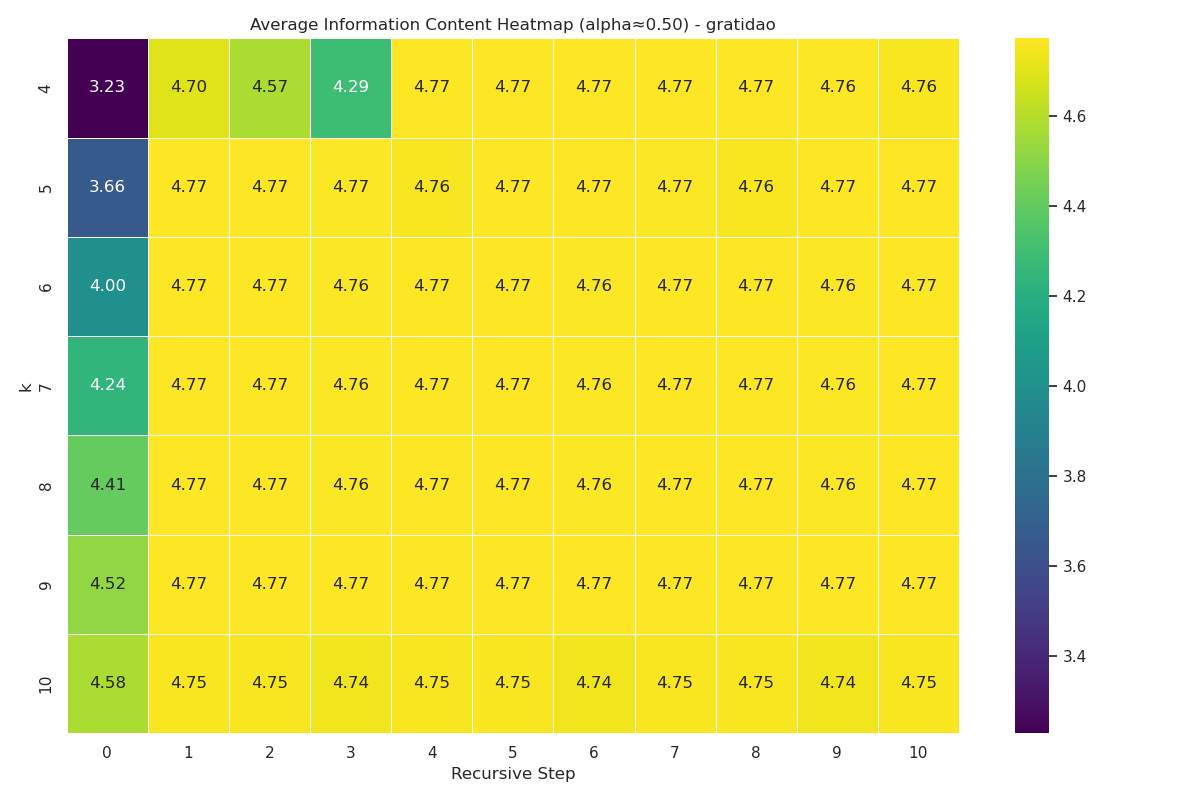 Average Information Content Heatmap (alpha≈0.50) - gratidao
4 3.23 4.70 4.57 4.29 4.77 4.77 4.77 4.77 4.77 4.76 4.76
5 3.66 4.77 4.77 4.77 4.76 4.77 4.77 4.77 4.76 4.77 4.77
6 4.00 4.77 4.77 4.76 4.77 4.77 4.76 4.77 4.77 4.76 4.77
k
7 4.24 4.77 4.77 4.76 4.77 4.77 4.76 4.77 4.77 4.76 4.77
8 4.41 4.77 4.77 4.76 4.77 4.77 4.76 4.77 4.77 4.76 4.77
9 4.52 4.77 4.77 4.77 4.77 4.77 4.77 4.77 4.77 4.77 4.77
10 4.58 4.75 4.75 4.74 4.75 4.75 4.74 4.75 4.75 4.74 4.75
0 1 2 3 4 5 6 7 8 9 10
Recursive Step
4.6
4.4
4.2
4.0
3.8
3.6
3.4